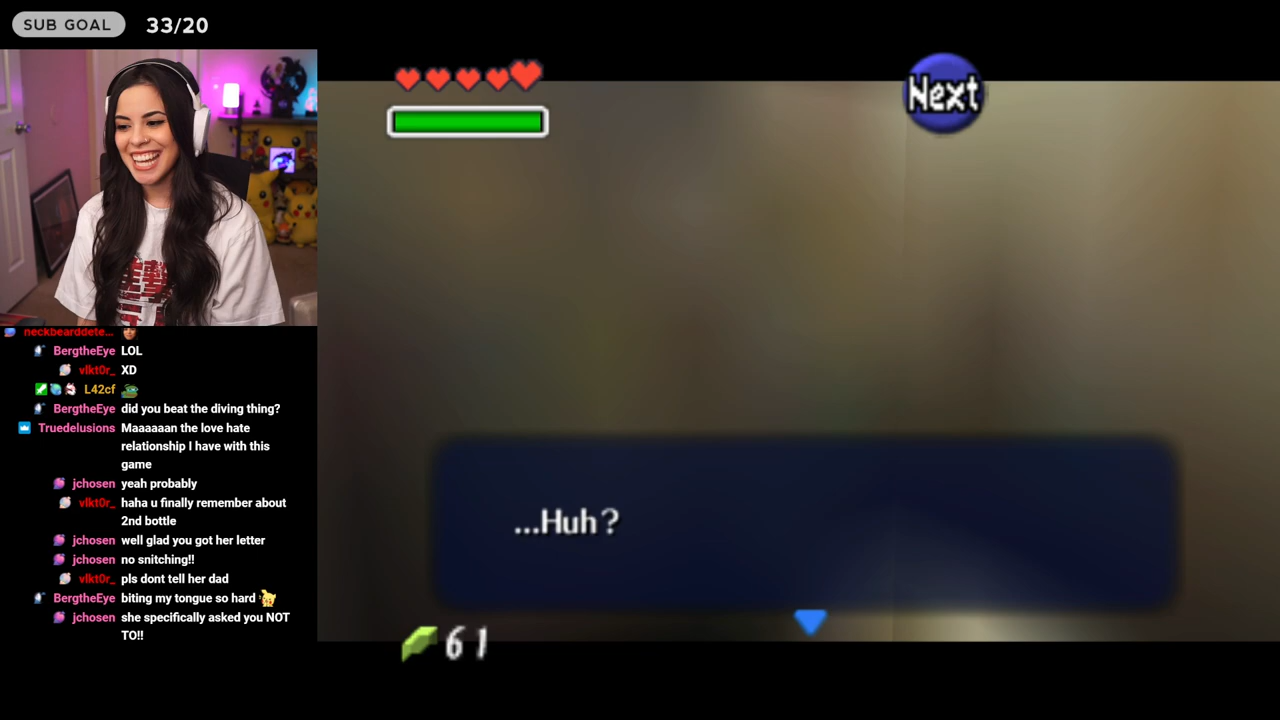 SUB GOAL 33/20
Next
neckbearddete...
BergtheEye LOL
vlkt0r_ XD
L42cf
BergtheEye did you beat the diving thing?
Truedelusions Maaaaaan the love hate
relationship I have with this
game
jchosen yeah probably
vlkt0r_ haha u finally remember about
2nd bottle
jchosen well glad you got her letter
jchosen no snitching!!
vlkt0r_ pls dont tell her dad
BergtheEye biting my tongue so hard
jchosen she specifically asked you NOT
TO!!
...Huh?
61